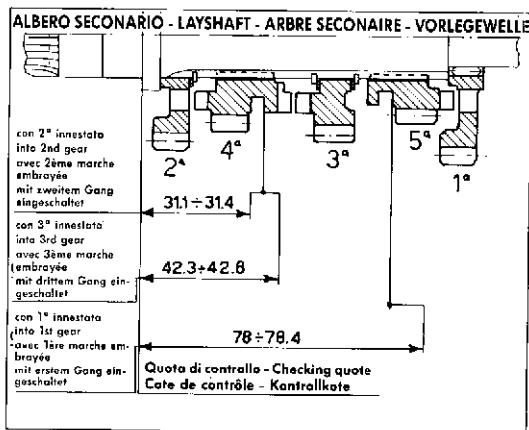 ALBERO SECONARIO - LAYSHAFT - ARBRE SECONAIRE - VORLEGEWELLE
2ª
4ª
3ª
5ª
1ª
con 2ª innestata
into 2nd gear
avec 2ème marche
embrayée
mit zweitem Gang
eingeschaltet
31.1÷31.4
con 3ª innestata
into 3rd gear
avec 3ème marche
(embrayée
mit drittem Gang ein-
geschaltet
42.3÷42.8
con 1ª innestata
into 1st gear
avec 1ère marche em-
brayée
mit erstem Gang ein-
geschaltet
78÷78.4
Quota di controllo - Checking quote
Cote de contrôle - Kontrollkote